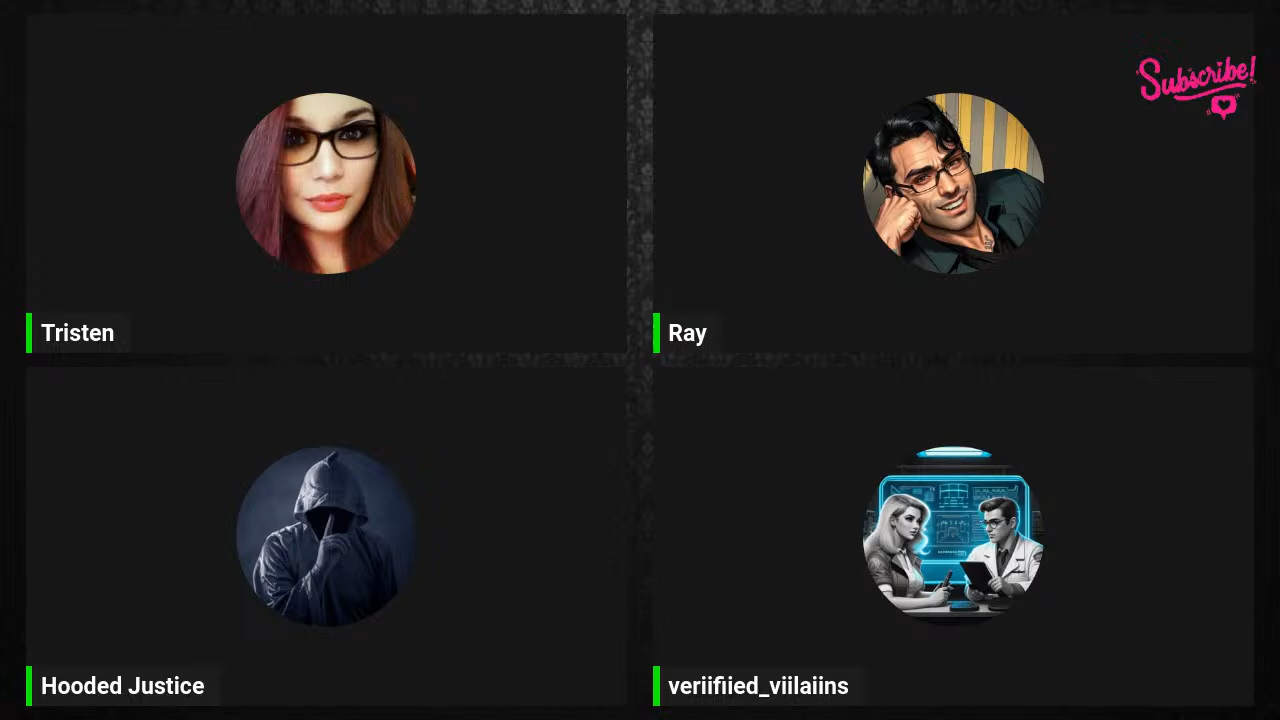 Subscribe!
Tristen
Ray
Hooded Justice
veriifiied_viilaiins